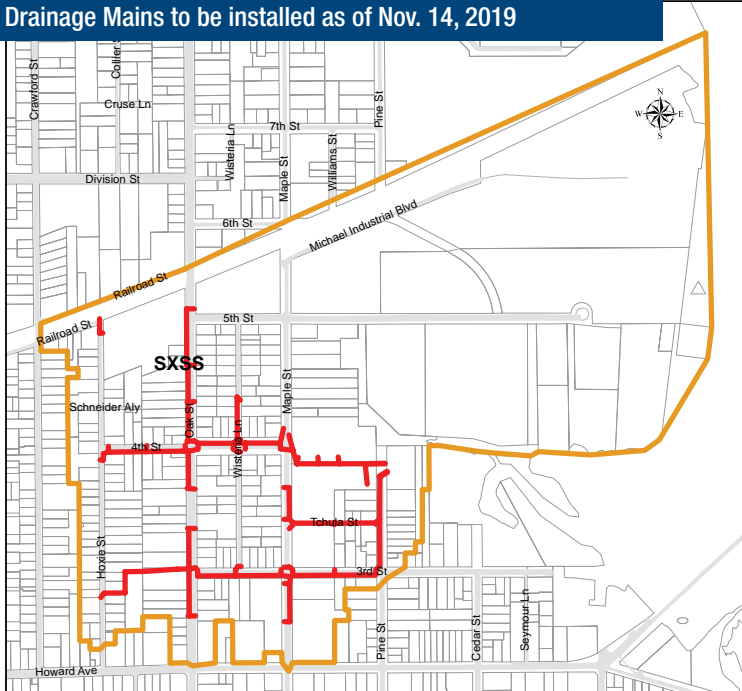 Drainage Mains to be installed as of Nov. 14, 2019
Crawford St
Collier S
Cruse Ln
Wisteria Ln
7th St
Pine St
Maple St
Williams St
N
W
E
S
Division St
6th St
Michael Industrial Blvd
Railroad St
Railroad St
5th St
SXSS
Schneider Aly
Oak St
Maple St
4th St
Wisteria Ln
Tchula St
Hoxie St
3rd St
Pine St
Cedar St
Seymour Ln
Howard Ave